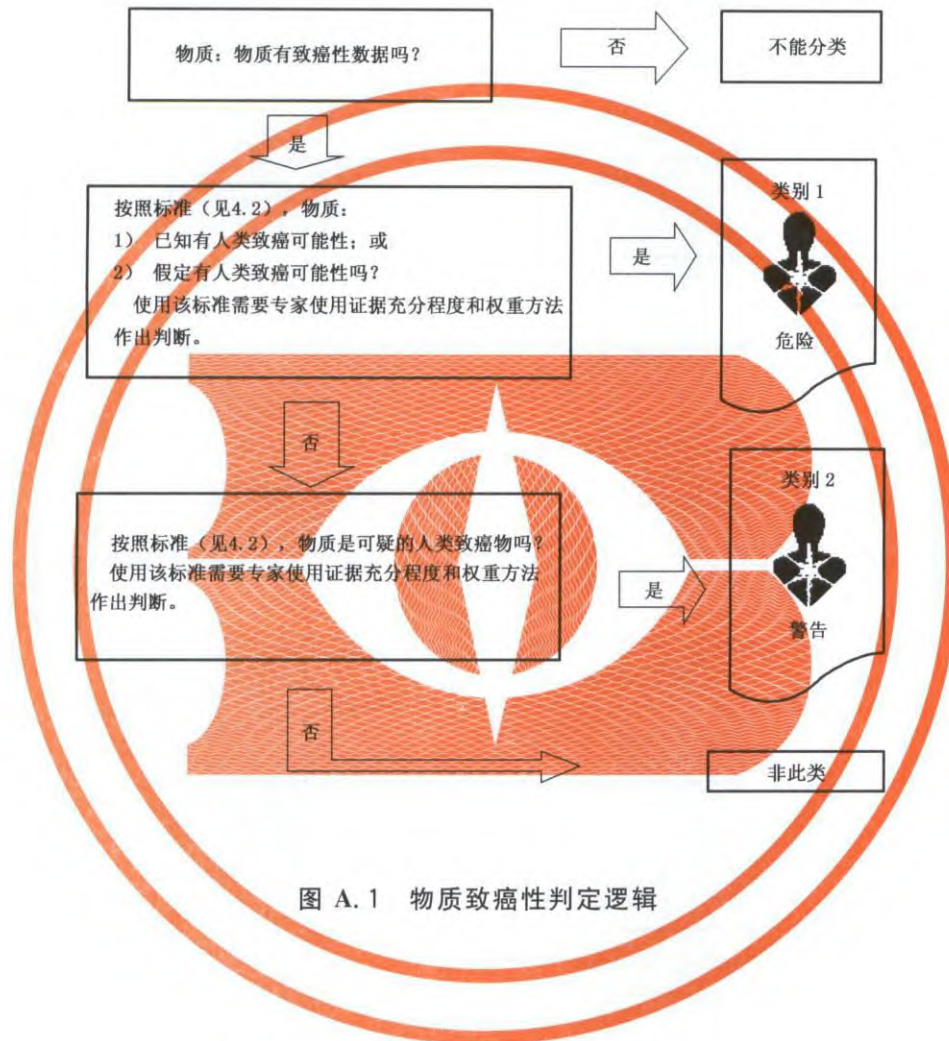 物质：物质有致癌性数据吗？
否
不能分类
是
按照标准（见4.2），物质：
1） 已知有人类致癌可能性；或
2） 假定有人类致癌可能性吗？
使用该标准需要专家使用证据充分程度和权重方法
作出判断。
是
类别 1
危险
否
按照标准（见4.2），物质是可疑的人类致癌物吗？
使用该标准需要专家使用证据充分程度和权重方法
作出判断。
是
类别 2
警告
否
非此类
图 A.1 物质致癌性判定逻辑